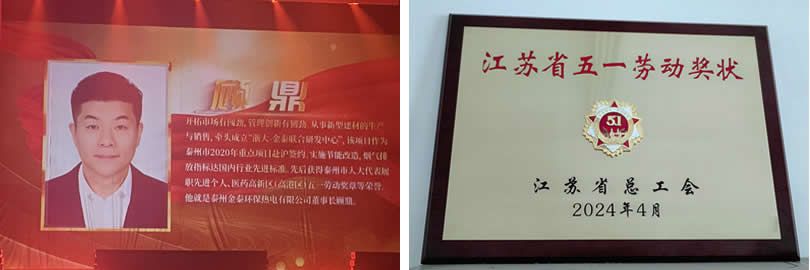 顾鼎
开拓市场有闯劲,管理创新有韧劲。从事新型建材的生产
与销售,牵头成立“浙大-金泰联合研发中心”,该项目作为
泰州市2020年重点项目赴沪签约,实施节能改造,烟气排
放指标达国内行业先进标准,先后获得泰州市人大代表履
职先进个人、医药高新区(高港区)五一劳动奖章等荣誉。
他就是泰州金泰环保热电有限公司董事长顾鼎。
江苏省五一劳动奖状
51
江苏省总工会
2024年4月